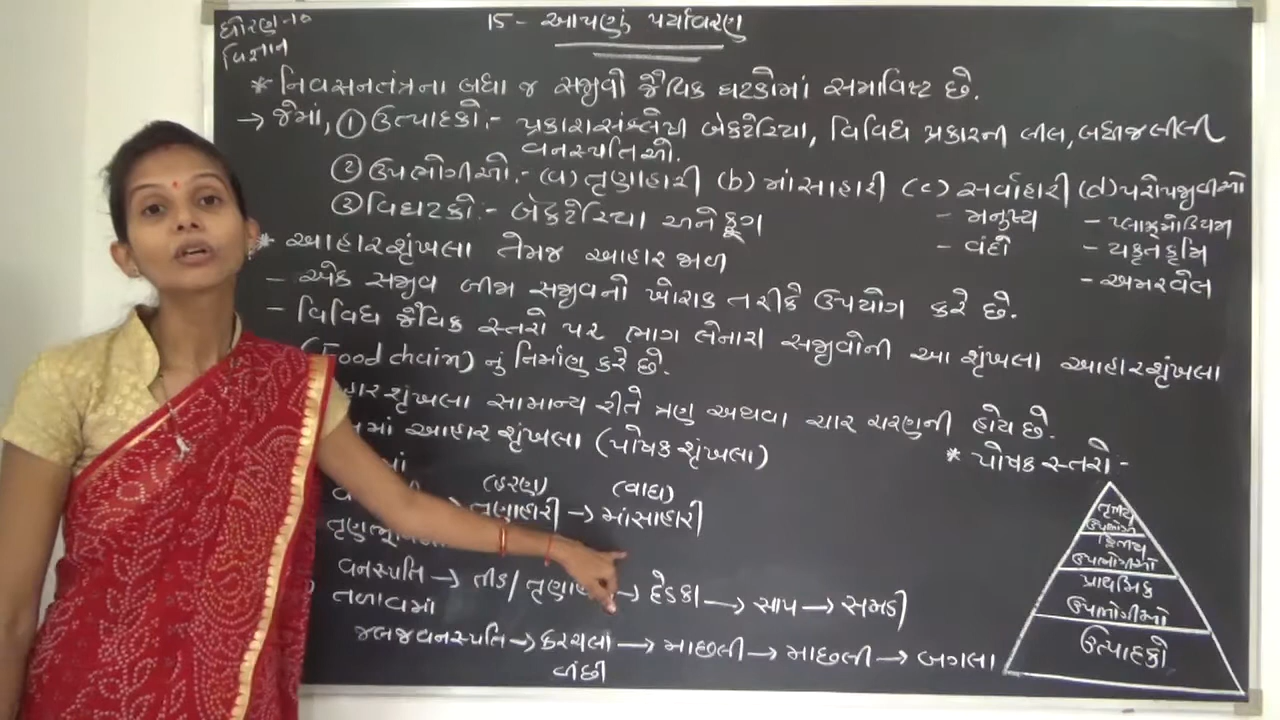 ધોરણ-૧૦
વિજ્ઞાન
૧૫ - આપણું પર્યાવરણ
* નિવસનતંત્રના બધા જ સજીવો જૈવિક ઘટકોમાં સમાવિષ્ટ છે.
→ જેમાં, ① ઉત્પાદકો:- પ્રકાશસંશ્લેષી બેક્ટેરિયા, વિવિધ પ્રકારની લીલ, બધીજ લીલી
વનસ્પતિઓ.
② ઉપભોગીઓ.- (a) તૃણાહારી (b) માંસાહારી (c) સર્વાહારી (d) પરોપજીવીઓ
- મનુષ્ય - પ્લાઝ્મોડિયમ
③ વિઘટકો:- બેક્ટેરિયા અને ફૂગ
- વંદો - યકૃતકૃમિ
- અમરવેલ
* આહારશૃંખલા તેમજ આહાર જાળ
- એક સજીવ બીજા સજીવનો ખોરાક તરીકે ઉપયોગ કરે છે.
- વિવિધ જૈવિક સ્તરો પર ભાગ લેનારા સજીવોની આ શૃંખલા આહારશૃંખલા
(Food chain) નું નિર્માણ કરે છે.
શૃંખલા સામાન્ય રીતે ત્રણ અથવા ચાર ચરણની હોય છે.
આહાર શૃંખલા (પોષક શૃંખલા)
* પોષક સ્તરો -
(હરણ) (વાઘ)
તૃણાહારી → માંસાહારી
વનસ્પતિ → તીડ/ → દેડકા → સાપ → સમડી
તળાવમાં
જલજ વનસ્પતિ → કરચલા → માછલી → માછલી → બગલા
વીંછી
તૃતીય
ઉપભોગી
દ્વિતીય
ઉપભોગીઓ
પ્રાથમિક
ઉપભોગીઓ
ઉત્પાદકો